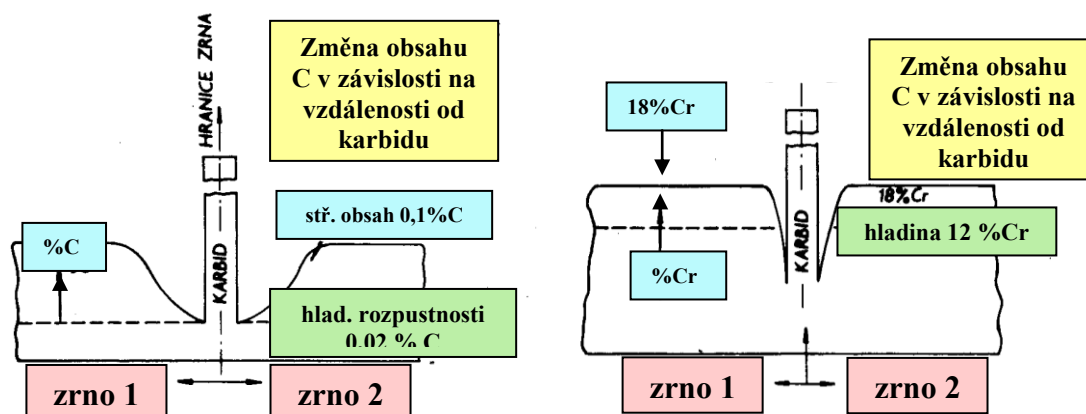 HRANICE ZRNA
Změna obsahu
C v závislosti na
vzdálenosti od
karbidu
stř. obsah 0,1%C
%C
KARBID
hlad. rozpustnosti
0,02 % C
zrno 1
zrno 2
Změna obsahu
C v závislosti na
vzdálenosti od
karbidu
18%Cr
18%Cr
hladina 12 %Cr
%Cr
KARBID
zrno 1
zrno 2